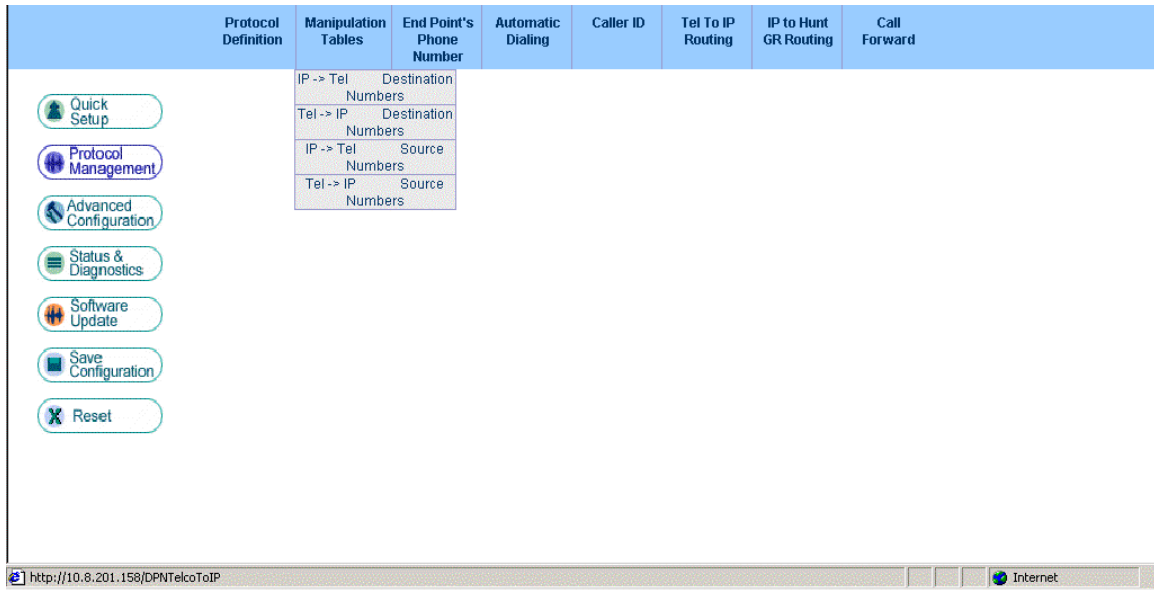 Protocol Definition
Manipulation Tables
End Point's Phone Number
Automatic Dialing
Caller ID
Tel To IP Routing
IP to Hunt GR Routing
Call Forward
IP -> Tel Destination
Numbers
Tel -> IP Destination
Numbers
IP -> Tel Source
Numbers
Tel -> IP Source
Numbers
Quick
Setup
Protocol
Management
Advanced
Configuration
Status &
Diagnostics
Software
Update
Save
Configuration
Reset
http://10.8.201.158/DPNTelcoToIP
Internet